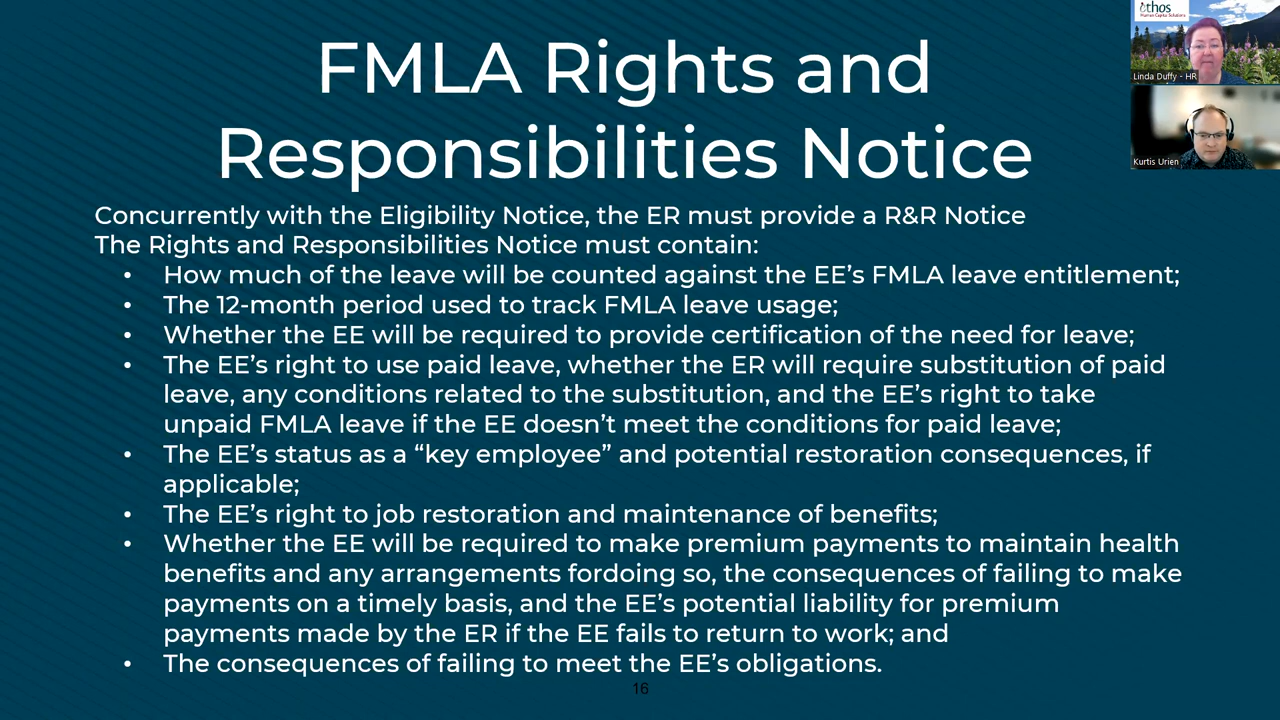 FMLA Rights and
Responsibilities Notice
Concurrently with the Eligibility Notice, the ER must provide a R&R Notice
The Rights and Responsibilities Notice must contain:
• How much of the leave will be counted against the EE’s FMLA leave entitlement;
• The 12-month period used to track FMLA leave usage;
• Whether the EE will be required to provide certification of the need for leave;
• The EE’s right to use paid leave, whether the ER will require substitution of paid
leave, any conditions related to the substitution, and the EE’s right to take
unpaid FMLA leave if the EE doesn’t meet the conditions for paid leave;
• The EE’s status as a “key employee” and potential restoration consequences, if
applicable;
• The EE’s right to job restoration and maintenance of benefits;
• Whether the EE will be required to make premium payments to maintain health
benefits and any arrangements fordoing so, the consequences of failing to make
payments on a timely basis, and the EE’s potential liability for premium
payments made by the ER if the EE fails to return to work; and
• The consequences of failing to meet the EE’s obligations.
16
ethos
Human Capital Solutions
Linda Duffy - HR
Kurtis Urien